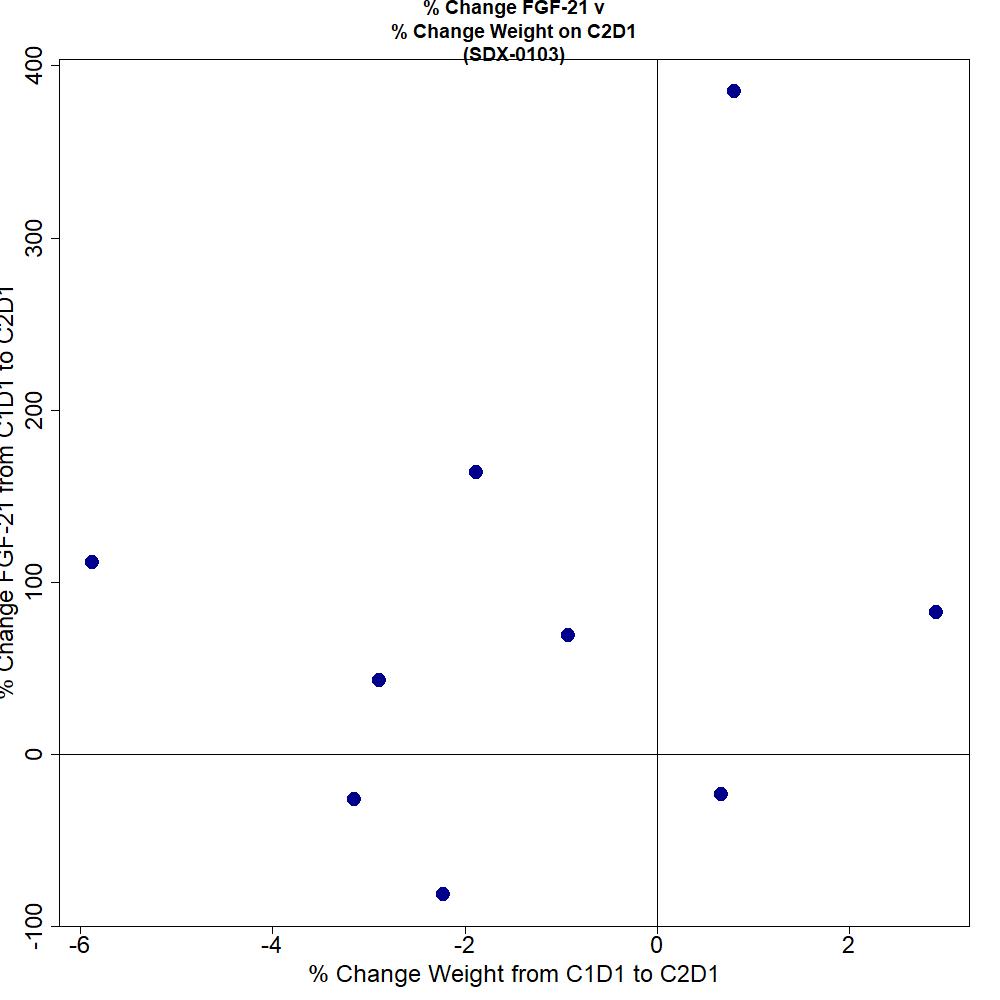 % Change FGF-21 v
% Change Weight on C2D1
(SDX-0103)
% Change FGF-21 from C1D1 to C2D1
400
300
200
100
0
-100
-6
-4
-2
0
2
% Change Weight from C1D1 to C2D1